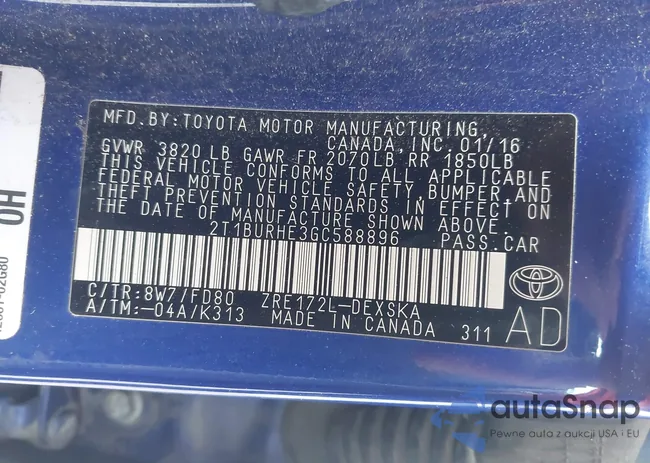 MFD.BY:TOYOTA MOTOR MANUFACTURING,
CANADA,INC.01/16
GVWR 3820LB GAWR FR 2070LB RR 1850LB
THIS VEHICLE CONFORMS TO ALL APPLICABLE
FEDERAL MOTOR VEHICLE SAFETY,BUMPER,AND
THEFT PREVENTION STANDARDS IN EFFECT ON
THE DATE OF MANUFACTURE SHOWN ABOVE.
2T1BURHE3GC588896 PASS.CAR
C/TR:8W7/FD80 ZRE172L-DEXSKA
A/TM:-04A/K313 MADE IN CANADA 311
AD
HO
autaSnap
Pewne auta z aukcji USA i EU